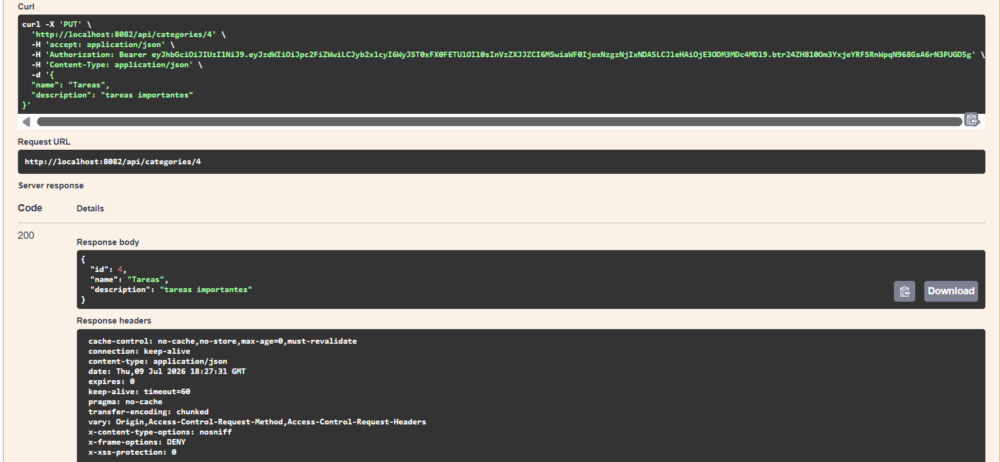 Curl
curl -X 'PUT' \
'http://localhost:8082/api/categories/4' \
-H 'accept: application/json' \
-H 'Authorization: Bearer eyJhbGciOiJIUzI1NiJ9.eyJzdWIiOiJpc2FiZWwiLCJyb2xlcyI6WyJST0xFX0FETUlOIl0sInVzZXJJZCI6MSwiaWF0IjoxNzgzNjIxNDA5LCJleHAiOjE3ODM3MDc4MDl9.btr24ZH810Om3YxjeYRFSRnWpqN968GsA6rN3PUGD5g' \
-H 'Content-Type: application/json' \
-d '{
"name": "Tareas",
"description": "tareas importantes"
}'
Request URL
http://localhost:8082/api/categories/4
Server response
Code Details
200
Response body
{
"id": 4,
"name": "Tareas",
"description": "tareas importantes"
}
Download
Response headers
cache-control: no-cache,no-store,max-age=0,must-revalidate
connection: keep-alive
content-type: application/json
date: Thu,09 Jul 2026 18:27:31 GMT
expires: 0
keep-alive: timeout=60
pragma: no-cache
transfer-encoding: chunked
vary: Origin,Access-Control-Request-Method,Access-Control-Request-Headers
x-content-type-options: nosniff
x-frame-options: DENY
x-xss-protection: 0